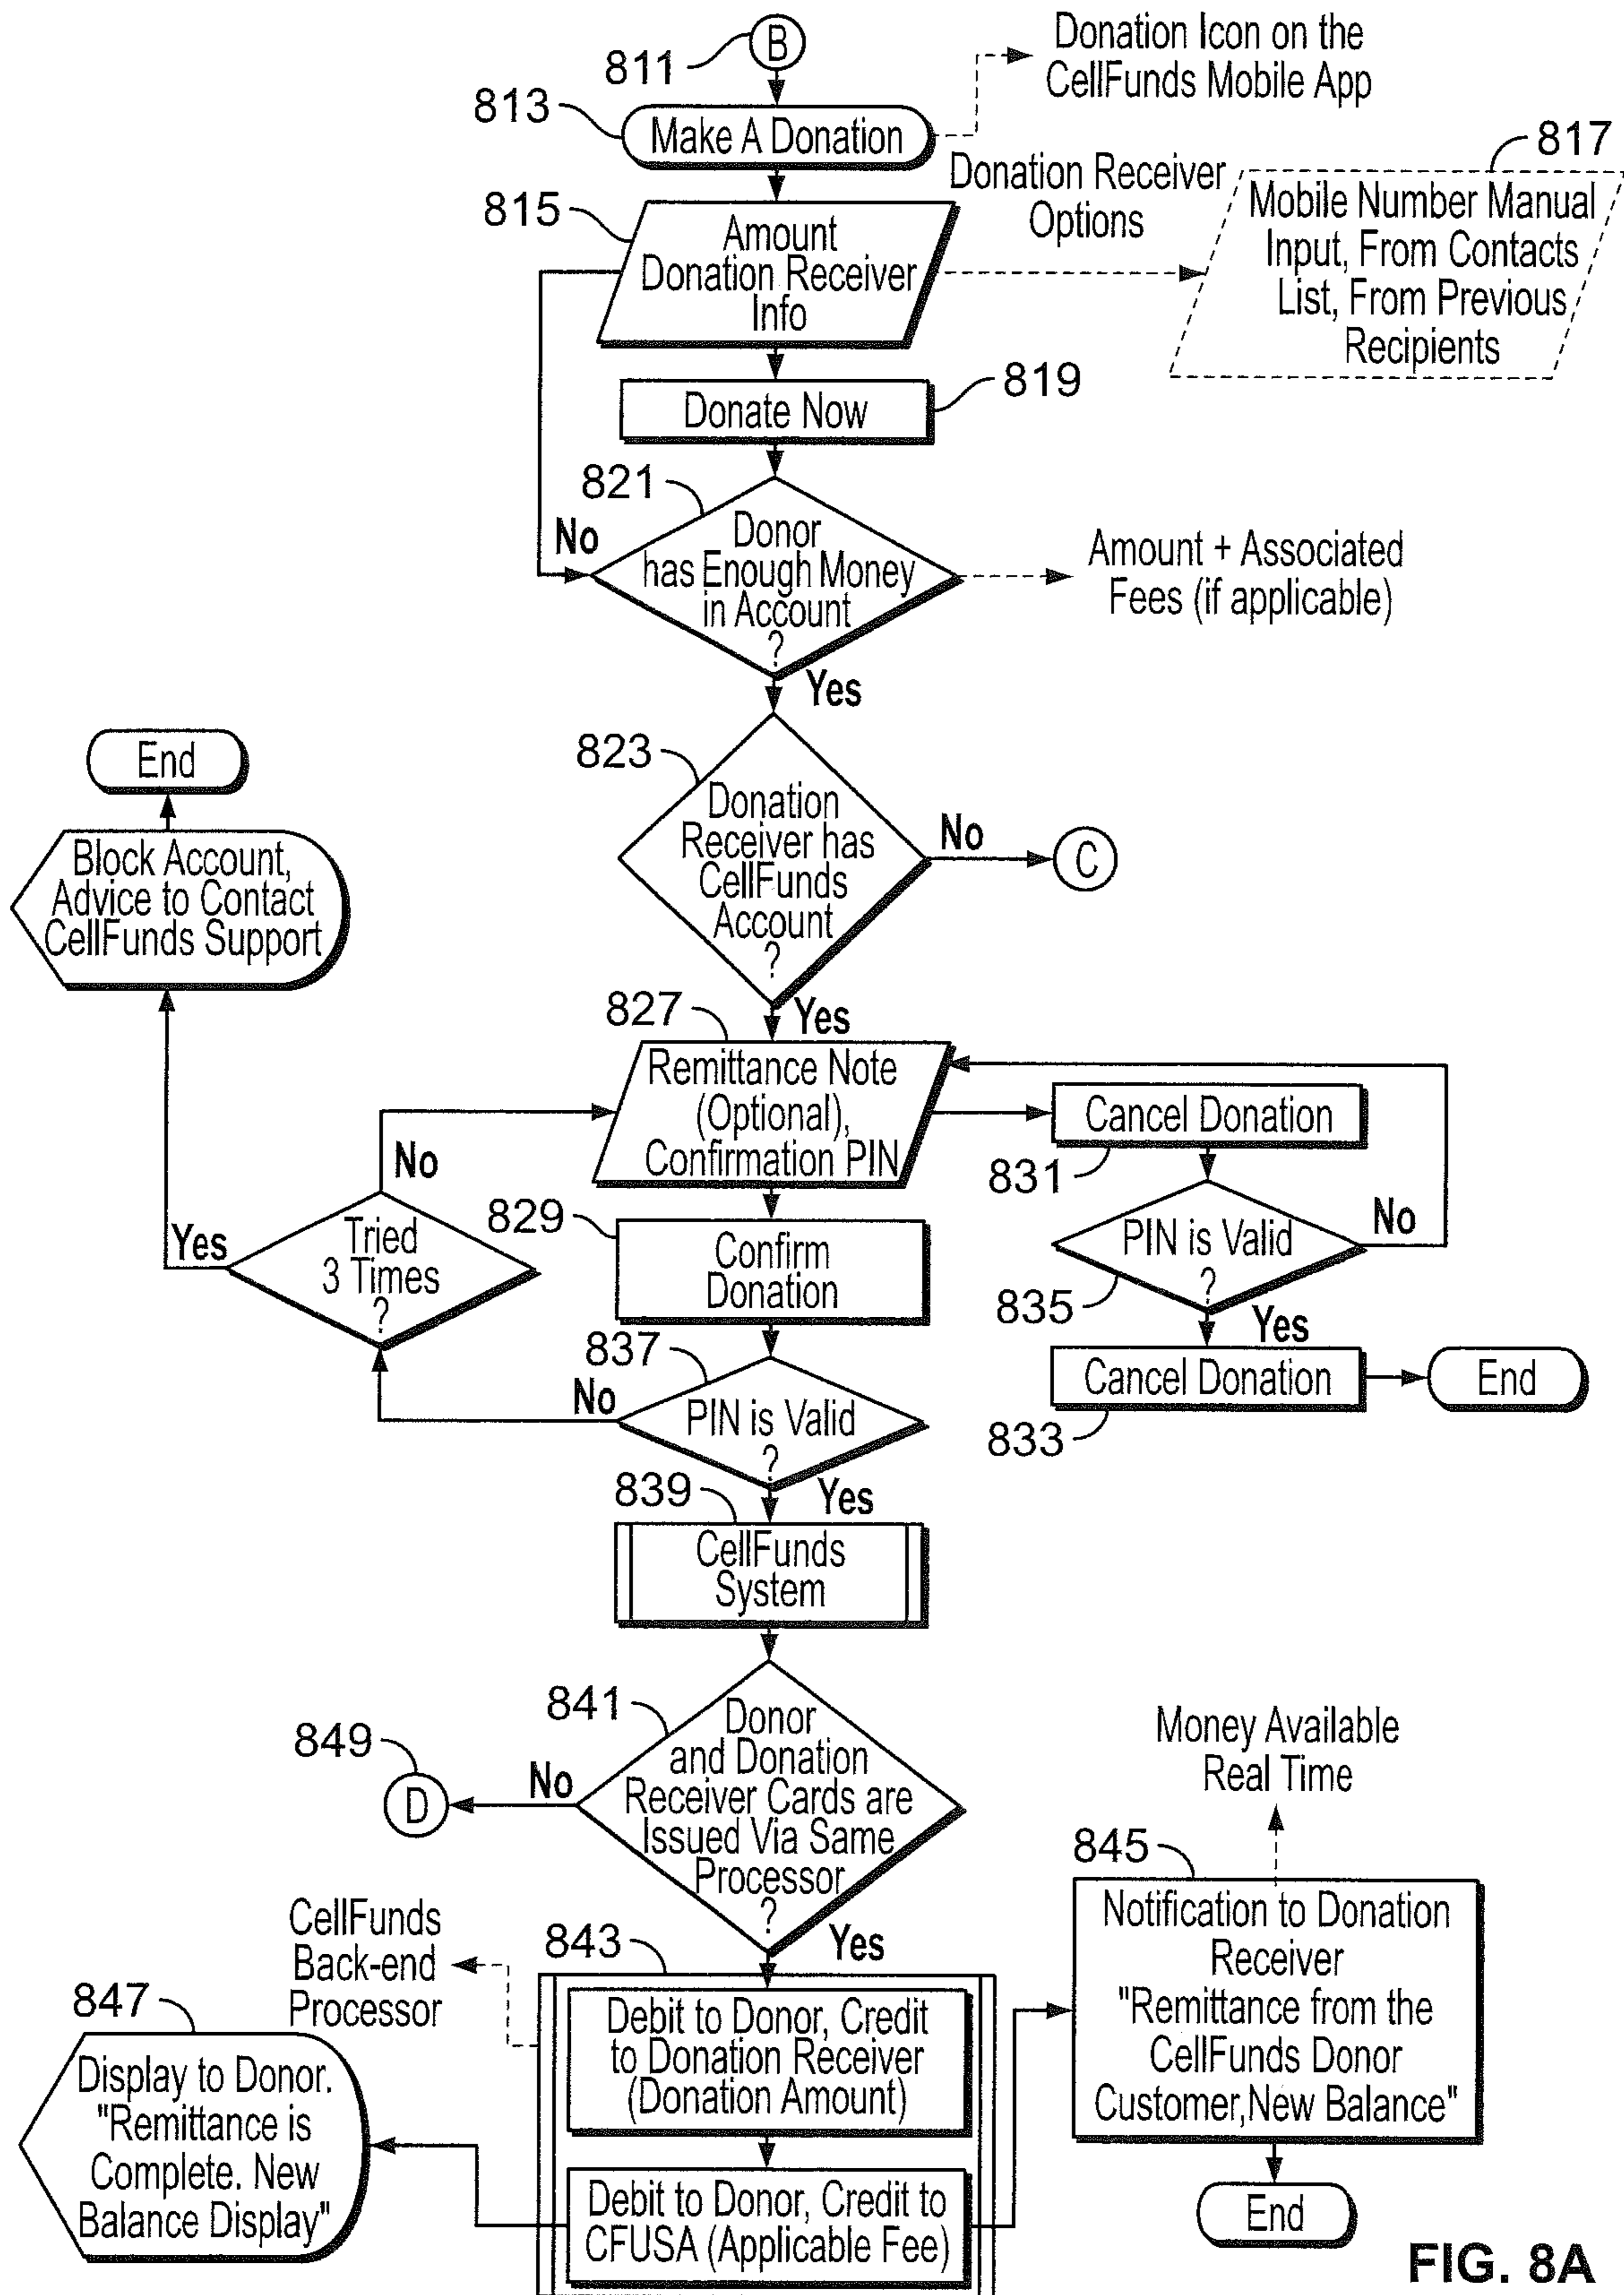 B
811
Donation Icon on the
CellFunds Mobile App
813
Make A Donation
817
Donation Receiver
Options
815
Amount
Donation Receiver
Info
Mobile Number Manual
Input, From Contacts
List, From Previous
Recipients
819
Donate Now
821
No
Donor
has Enough Money
in Account
?
Amount + Associated
Fees (if applicable)
Yes
823
Donation
Receiver has
CellFunds
Account
?
No
C
End
Block Account,
Advice to Contact
CellFunds Support
Yes
827
Remittance Note
(Optional),
Confirmation PIN
Cancel Donation
831
No
Tried
3 Times
?
Yes
829
Confirm
Donation
PIN is Valid
?
No
835
Yes
Cancel Donation
End
833
837
No
PIN is Valid
?
Yes
839
CellFunds
System
841
Donor
and Donation
Receiver Cards are
Issued Via Same
Processor
?
No
849
D
Yes
Money Available
Real Time
845
Notification to Donation
Receiver
"Remittance from the
CellFunds Donor
Customer,New Balance"
End
CellFunds
Back-end
Processor
843
Debit to Donor, Credit
to Donation Receiver
(Donation Amount)
Debit to Donor, Credit to
CFUSA (Applicable Fee)
847
Display to Donor.
"Remittance is
Complete. New
Balance Display"
FIG. 8A